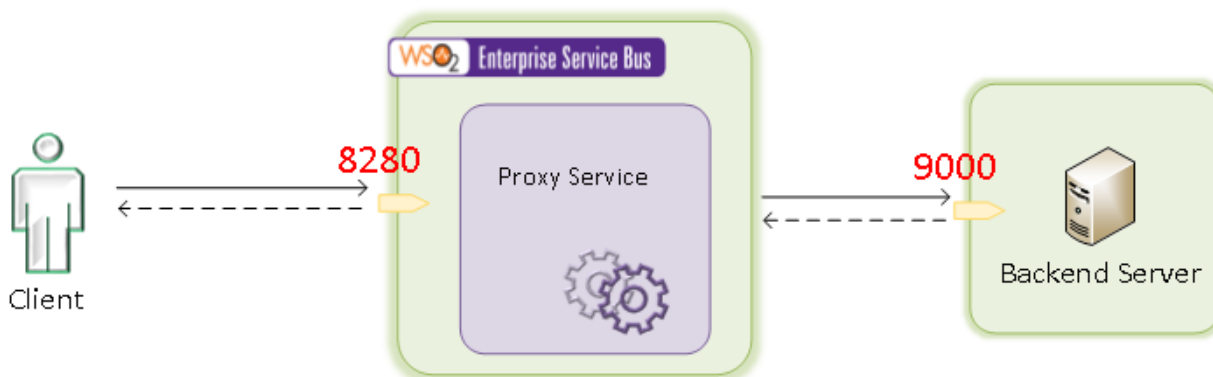 WSO2 Enterprise Service Bus
8280
Proxy Service
9000
Client
Backend Server